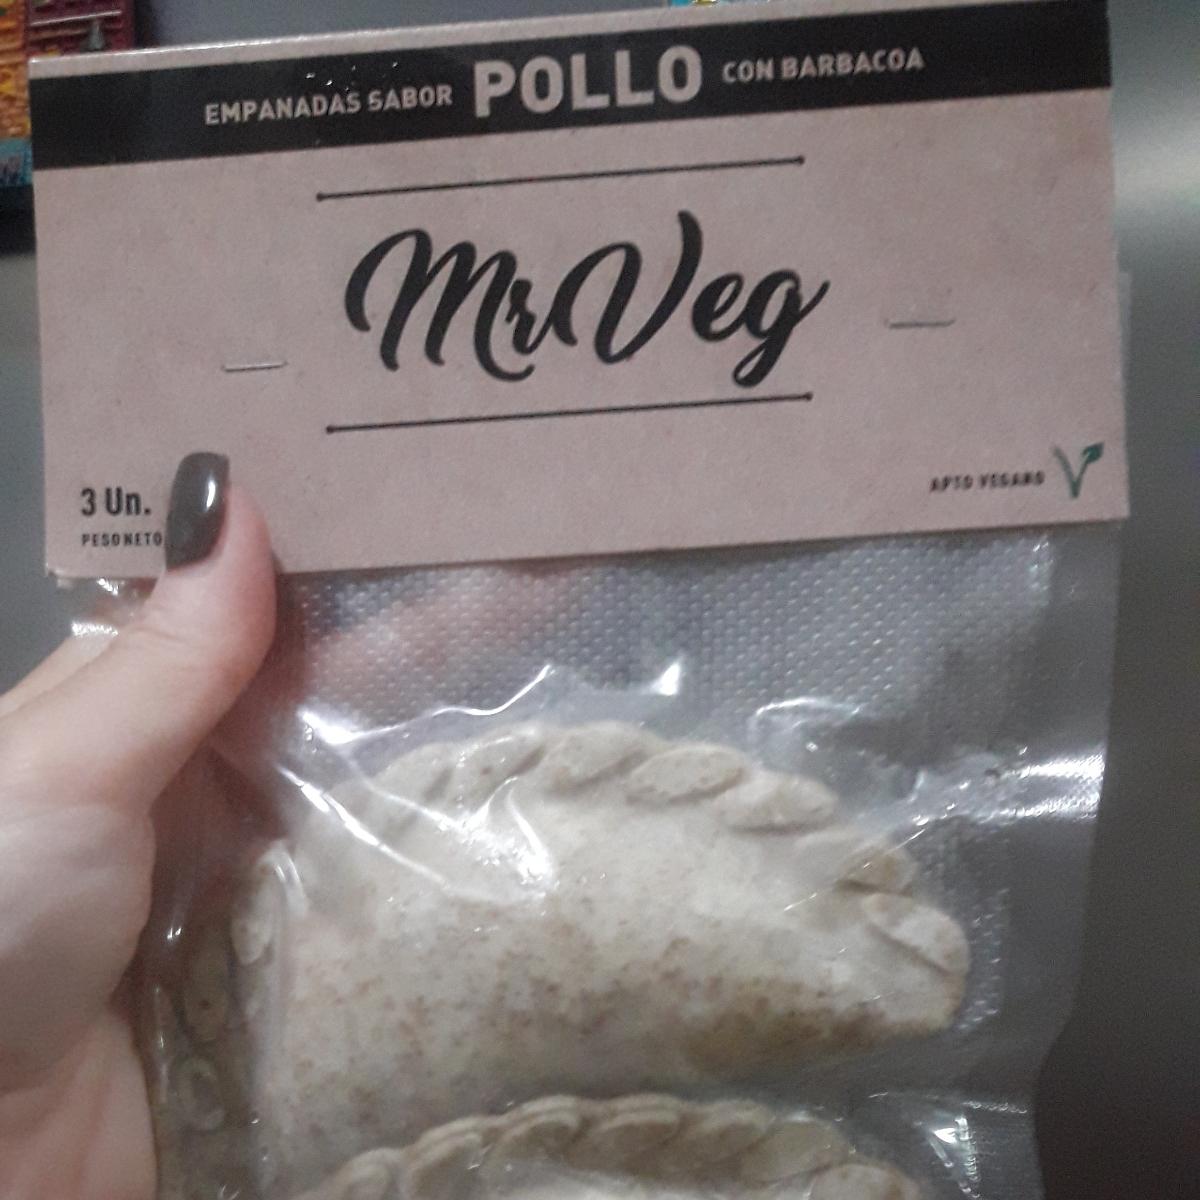 EMPANADAS SABOR POLLO CON BARBACOA
MrVeg
3 Un.
PESO NETO
APTO VEGANO